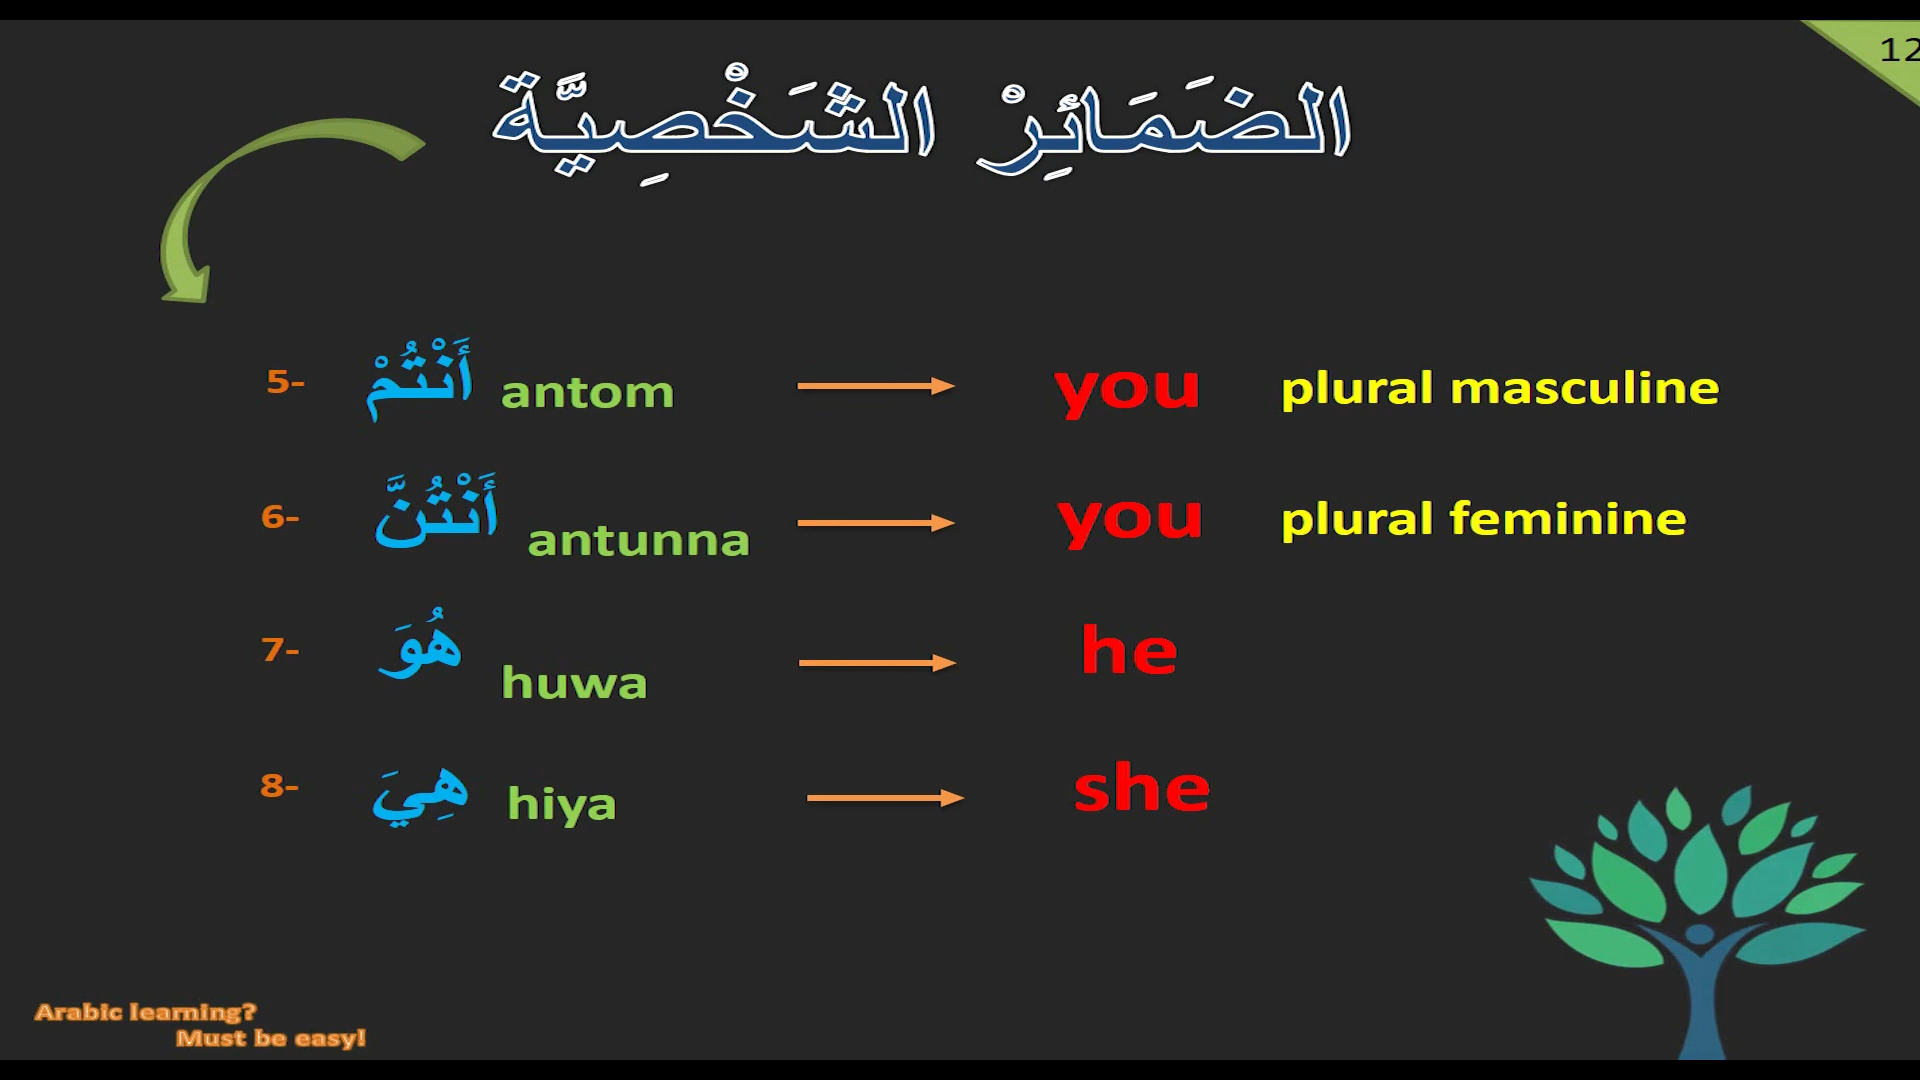 12
الضَمَائِرْ الشَخْصِيَّة
5- أَنْتُمْ antom you plural masculine
6- أَنْتُنَّ antunna you plural feminine
7- هُوَ huwa he
8- هِيَ hiya she
Arabic learning?
Must be easy!